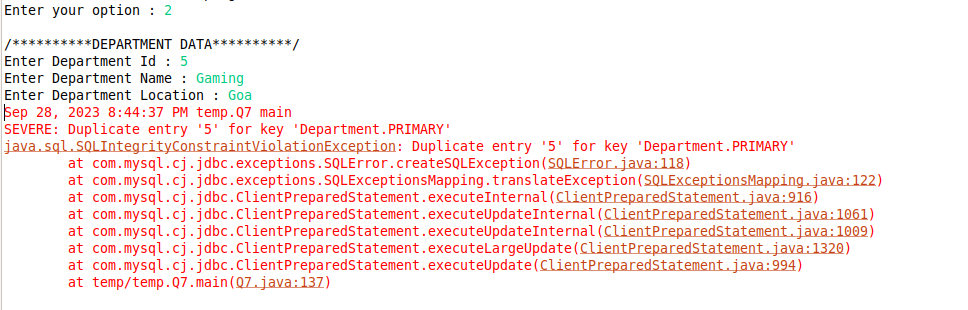 Enter your option : 2
/**********DEPARTMENT DATA**********/
Enter Department Id : 5
Enter Department Name : Gaming
Enter Department Location : Goa
Sep 28, 2023 8:44:37 PM temp.Q7 main
SEVERE: Duplicate entry '5' for key 'Department.PRIMARY'
java.sql.SQLIntegrityConstraintViolationException: Duplicate entry '5' for key 'Department.PRIMARY'
	at com.mysql.cj.jdbc.exceptions.SQLError.createSQLException(SQLError.java:118)
	at com.mysql.cj.jdbc.exceptions.SQLExceptionsMapping.translateException(SQLExceptionsMapping.java:122)
	at com.mysql.cj.jdbc.ClientPreparedStatement.executeInternal(ClientPreparedStatement.java:916)
	at com.mysql.cj.jdbc.ClientPreparedStatement.executeUpdateInternal(ClientPreparedStatement.java:1061)
	at com.mysql.cj.jdbc.ClientPreparedStatement.executeUpdateInternal(ClientPreparedStatement.java:1009)
	at com.mysql.cj.jdbc.ClientPreparedStatement.executeLargeUpdate(ClientPreparedStatement.java:1320)
	at com.mysql.cj.jdbc.ClientPreparedStatement.executeUpdate(ClientPreparedStatement.java:994)
	at temp/temp.Q7.main(Q7.java:137)